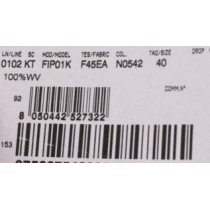 LN/LINE SC MOD/MODEL TES/FABRIC COL. TAG/SIZE DROP
0102 KT FIP01K F45EA N0542 40
100%WV
COMM.N°
92
8 050442 527322
153